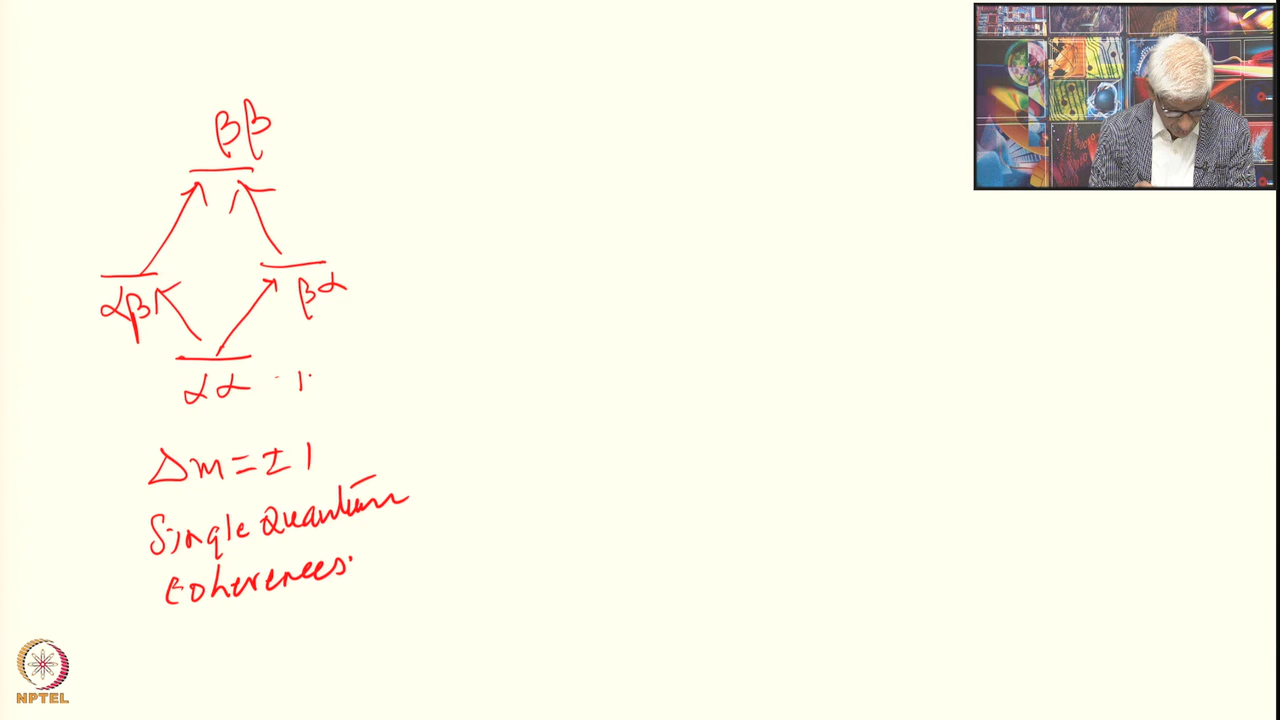 ββ
αβ
βα
αα
Δm = ± 1
Single Quantum
Coherences.
NPTEL